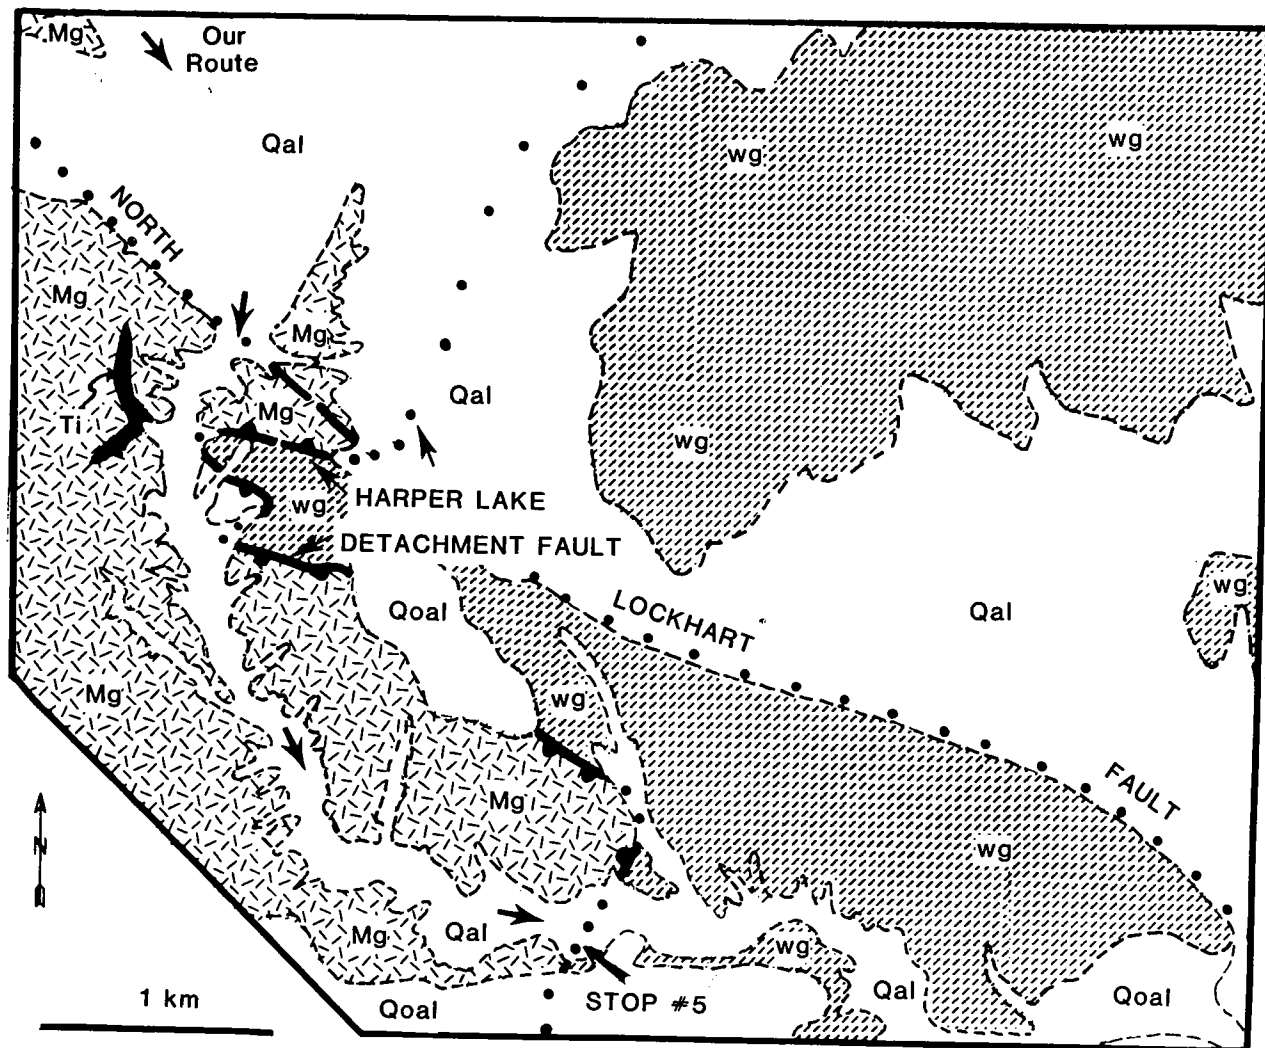 Mg
Our
Route
Qal
wg
wg
NORTH
Mg
Mg
Qal
Mg
Ti
wg
HARPER LAKE
wg
DETACHMENT FAULT
Qoal
LOCKHART
Qal
wg
Mg
wg
FAULT
Mg
wg
N
Mg
Qal
wg
1 km
Qoal
STOP #5
Qal
Qoal